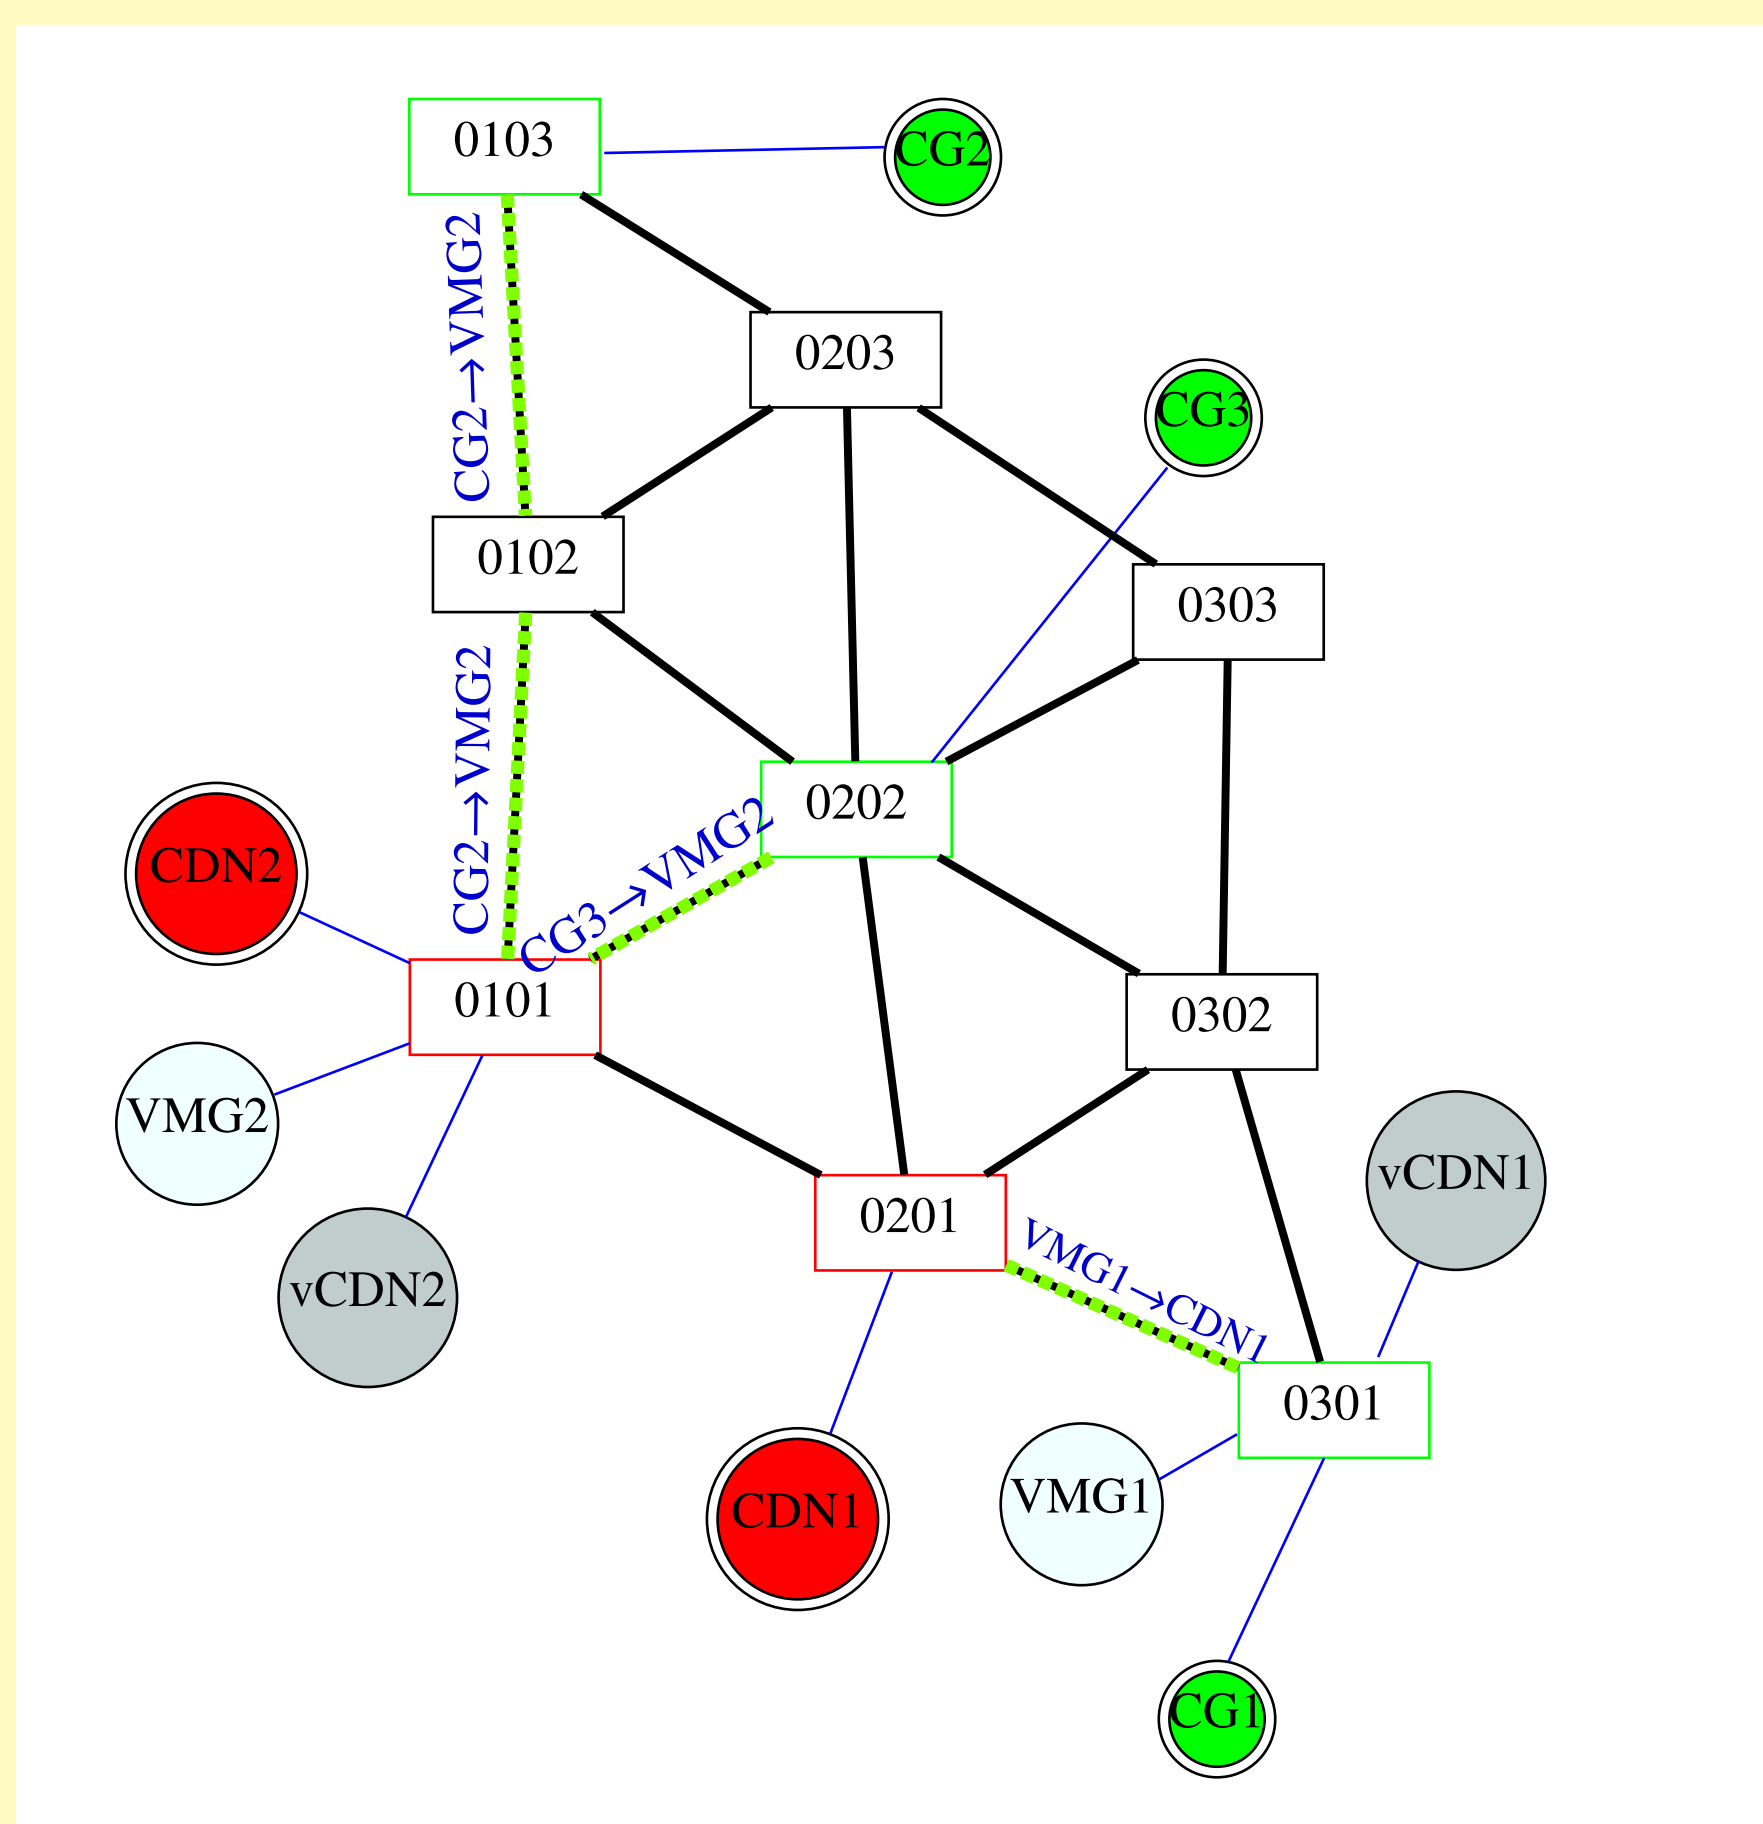 0103
CG2
CG2→VMG2
0203
CG3
0102
0303
CG2→VMG2
0202
CG3→VMG2
CDN2
0101
0302
VMG2
vCDN1
0201
VMG1→CDN1
vCDN2
0301
VMG1
CDN1
CG1